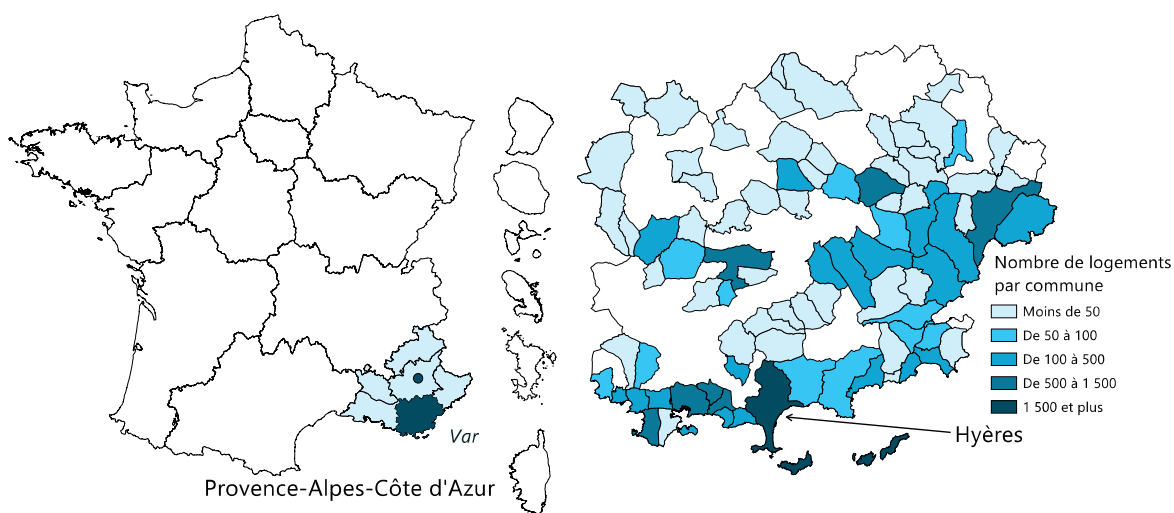 Var
Provence-Alpes-Côte d'Azur
Nombre de logements
par commune
Moins de 50
De 50 à 100
De 100 à 500
De 500 à 1 500
1 500 et plus
Hyères